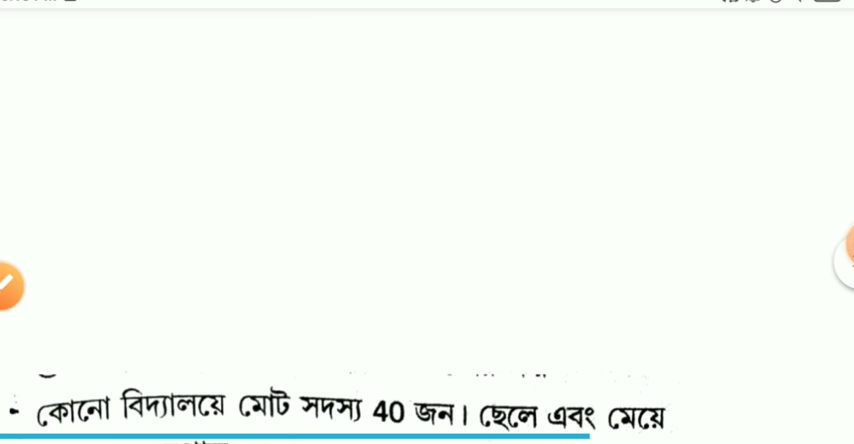 - কোনো বিদ্যালয়ে মোট সদস্য 40 জন। ছেলে এবং মেয়ে